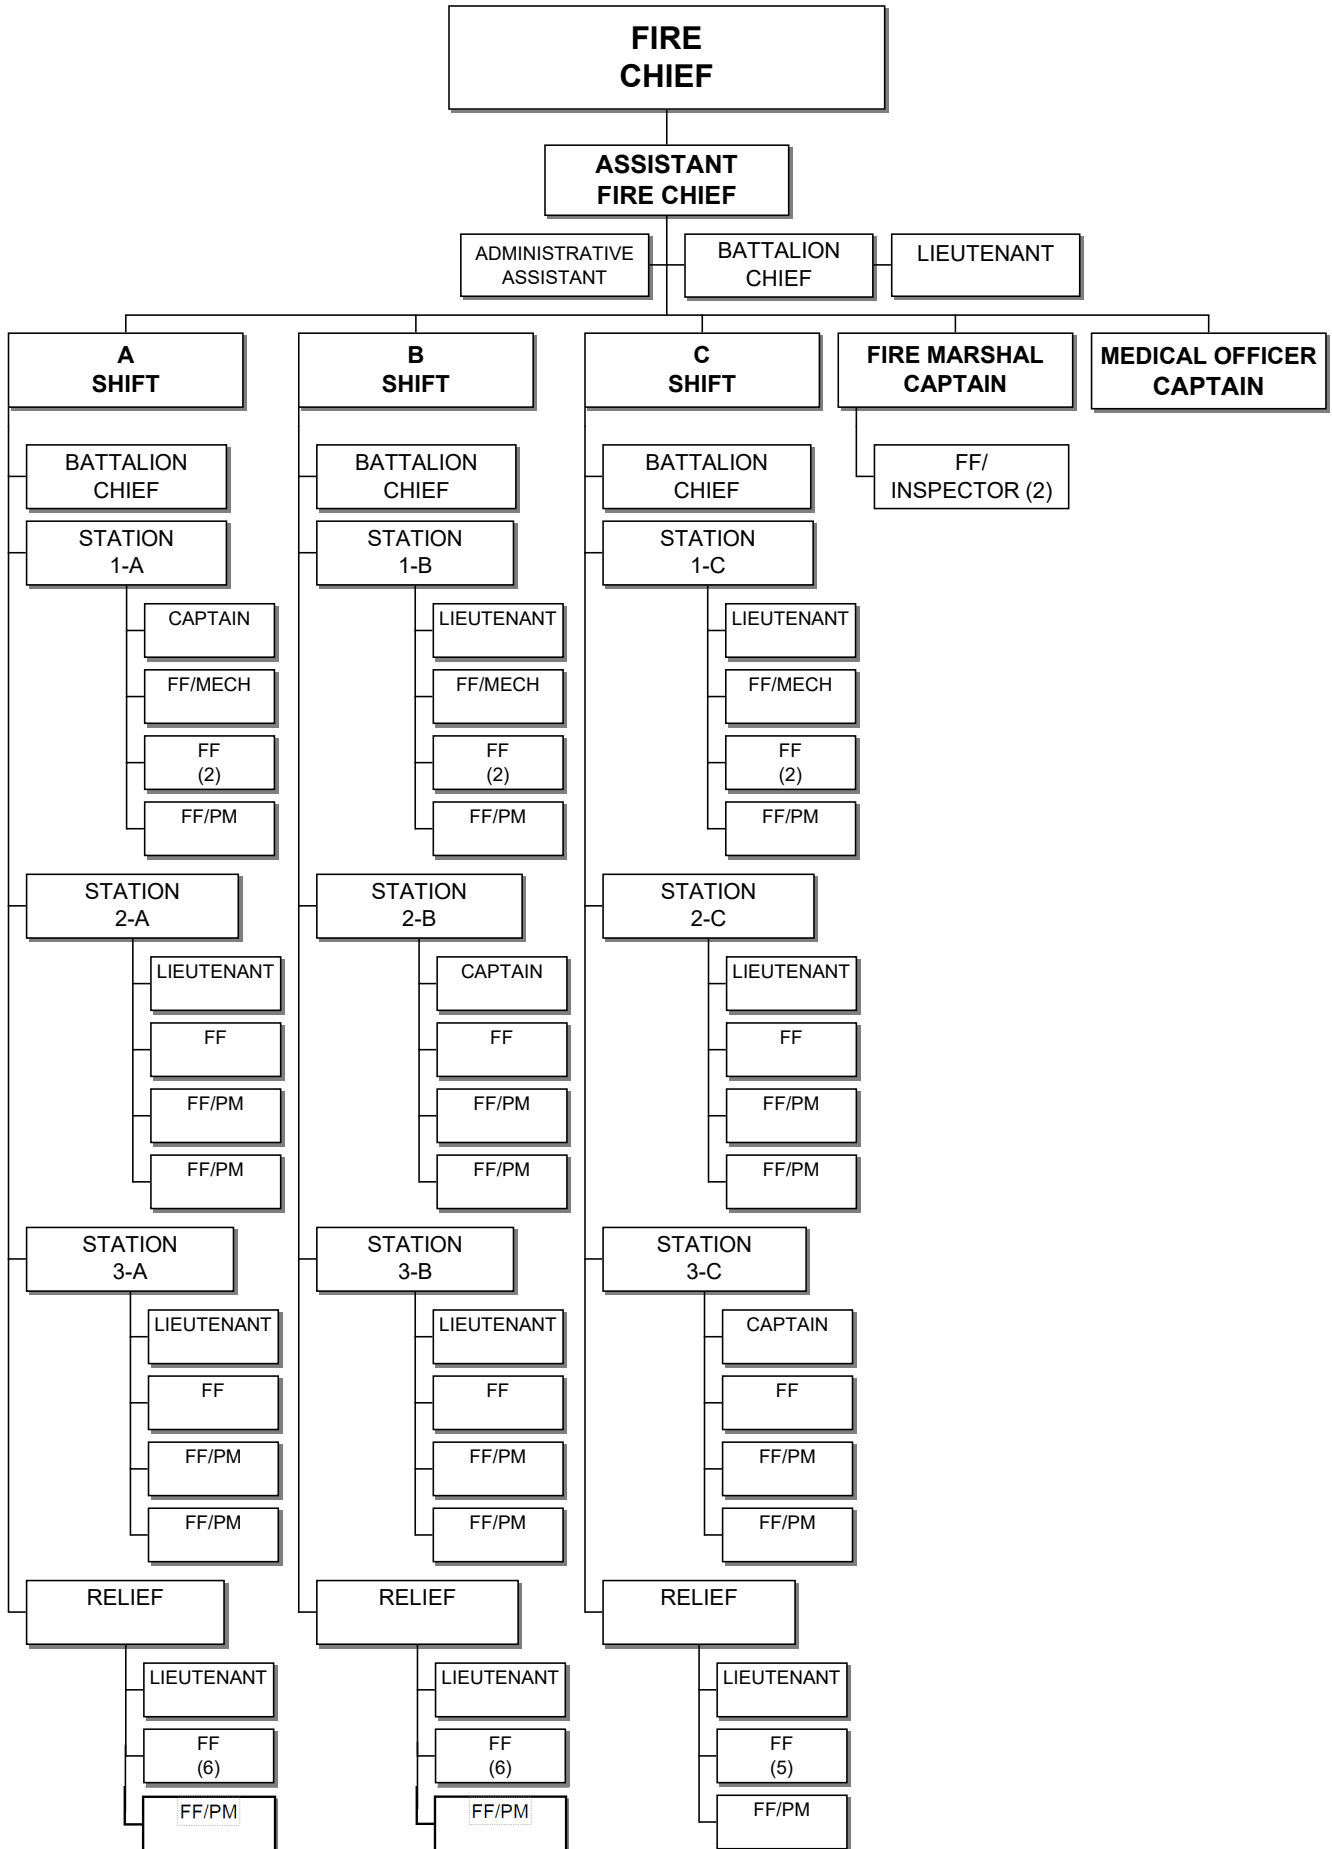 FIRE
CHIEF
ASSISTANT
FIRE CHIEF
ADMINISTRATIVE
ASSISTANT
BATTALION
CHIEF
LIEUTENANT
A
SHIFT
B
SHIFT
C
SHIFT
FIRE MARSHAL
CAPTAIN
MEDICAL OFFICER
CAPTAIN
BATTALION
CHIEF
STATION
1-A
CAPTAIN
FF/MECH
FF
(2)
FF/PM
STATION
2-A
LIEUTENANT
FF
FF/PM
FF/PM
STATION
3-A
LIEUTENANT
FF
FF/PM
FF/PM
RELIEF
LIEUTENANT
FF
(6)
FF/PM
BATTALION
CHIEF
STATION
1-B
LIEUTENANT
FF/MECH
FF
(2)
FF/PM
STATION
2-B
CAPTAIN
FF
FF/PM
FF/PM
STATION
3-B
LIEUTENANT
FF
FF/PM
FF/PM
RELIEF
LIEUTENANT
FF
(6)
FF/PM
BATTALION
CHIEF
STATION
1-C
LIEUTENANT
FF/MECH
FF
(2)
FF/PM
STATION
2-C
LIEUTENANT
FF
FF/PM
FF/PM
STATION
3-C
CAPTAIN
FF
FF/PM
FF/PM
RELIEF
LIEUTENANT
FF
(5)
FF/PM
FF/
INSPECTOR (2)